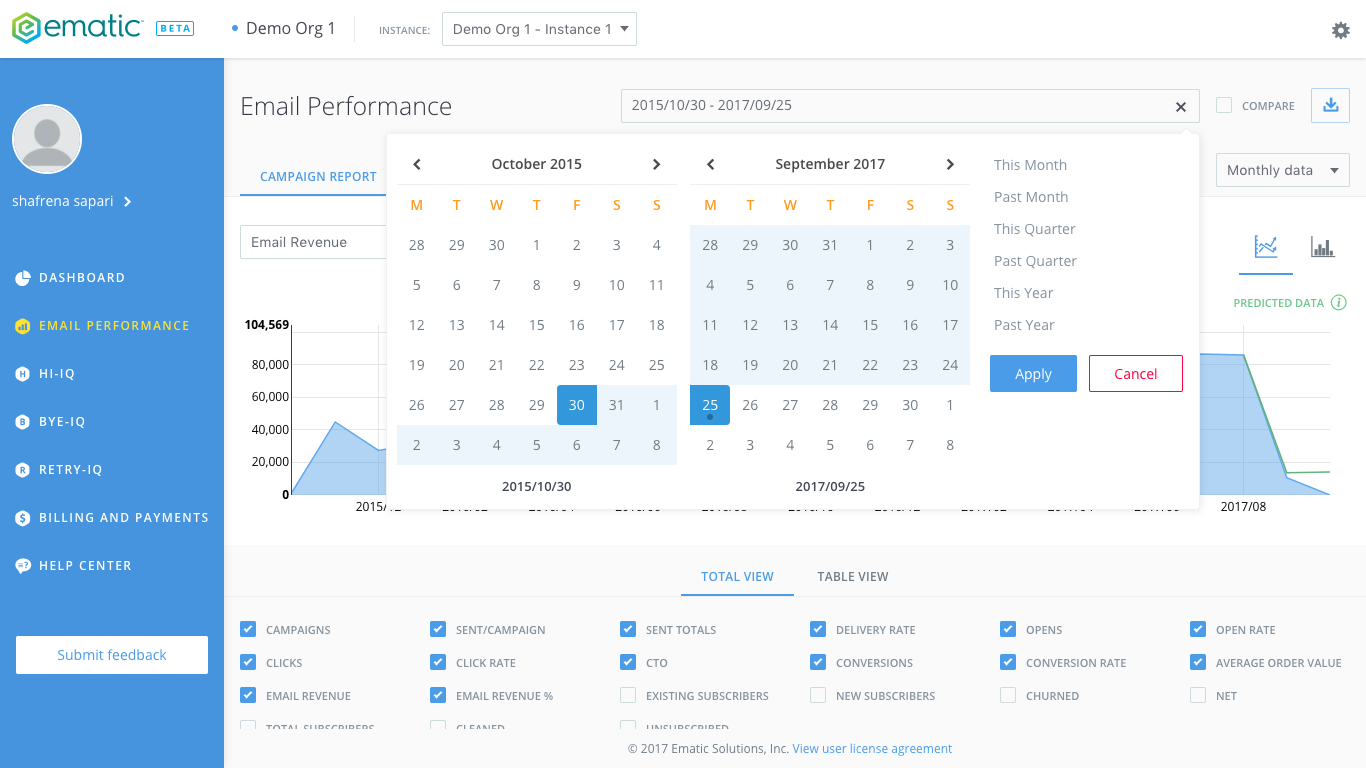 ematic BETA Demo Org 1 INSTANCE: Demo Org 1 - Instance 1
Email Performance 2015/10/30 - 2017/09/25 COMPARE
shafrena sapari
DASHBOARD
EMAIL PERFORMANCE
HI-IQ
BYE-IQ
RETRY-IQ
BILLING AND PAYMENTS
HELP CENTER
Submit feedback
CAMPAIGN REPORT
Monthly data
Email Revenue
PREDICTED DATA
October 2015
M T W T F S S
28 29 30 1 2 3 4
5 6 7 8 9 10 11
12 13 14 15 16 17 18
19 20 21 22 23 24 25
26 27 28 29 30 31 1
2 3 4 5 6 7 8
2015/10/30
September 2017
M T W T F S S
28 29 30 31 1 2 3
4 5 6 7 8 9 10
11 12 13 14 15 16 17
18 19 20 21 22 23 24
25 26 27 28 29 30 1
2 3 4 5 6 7 8
2017/09/25
This Month
Past Month
This Quarter
Past Quarter
This Year
Past Year
Apply Cancel
104,569
80,000
60,000
40,000
20,000
0
2017/08
TOTAL VIEW TABLE VIEW
CAMPAIGNS SENT/CAMPAIGN SENT TOTALS DELIVERY RATE OPENS OPEN RATE
CLICKS CLICK RATE CTO CONVERSIONS CONVERSION RATE AVERAGE ORDER VALUE
EMAIL REVENUE EMAIL REVENUE % EXISTING SUBSCRIBERS NEW SUBSCRIBERS CHURNED NET
TOTAL SUBSCRIBERS CLEANED UNSUBSCRIBED
© 2017 Ematic Solutions, Inc. View user license agreement